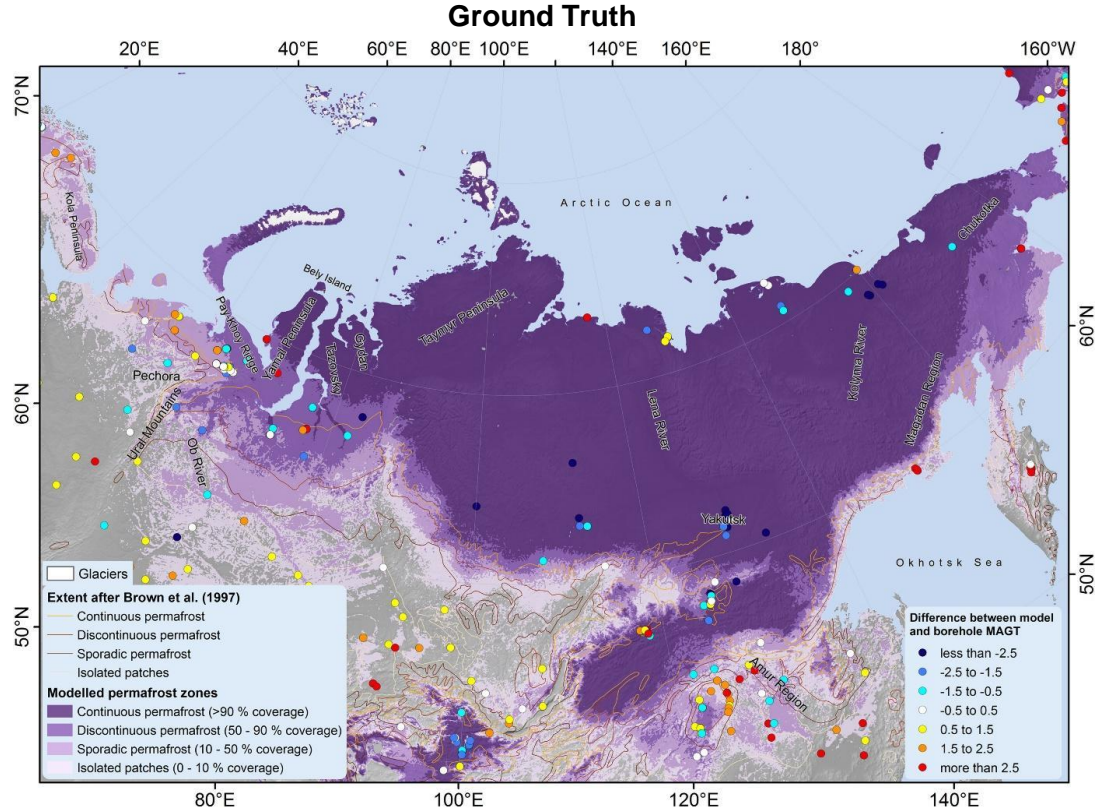 Ground Truth
20°E 40°E 60°E 80°E 100°E 140°E 160°E 180° 160°W
70°N
60°N
50°N
60°N
50°N
Arctic Ocean
Kola Peninsula
Bely Island
Chukotka
Pay Khoy Ridge
Yamal Peninsula
Tazovskiy
Gydan
Taymyr Peninsula
Pechora
Ural Mountains
Ob River
Lena River
Kolyma River
Magadan Region
Yakutsk
Okhotsk Sea
Amur Region
Glaciers
Extent after Brown et al. (1997)
Continuous permafrost
Discontinuous permafrost
Sporadic permafrost
Isolated patches
Modelled permafrost zones
Continuous permafrost (>90 % coverage)
Discontinuous permafrost (50 - 90 % coverage)
Sporadic permafrost (10 - 50 % coverage)
Isolated patches (0 - 10 % coverage)
Difference between model
and borehole MAGT
less than -2.5
-2.5 to -1.5
-1.5 to -0.5
-0.5 to 0.5
0.5 to 1.5
1.5 to 2.5
more than 2.5
80°E 100°E 120°E 140°E